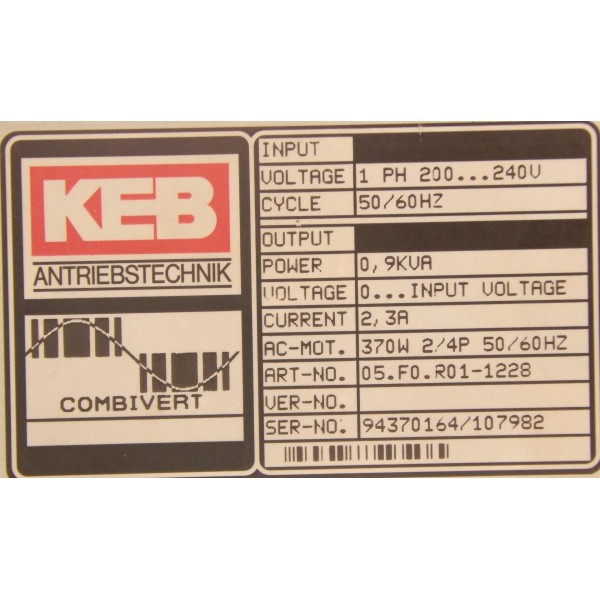 KEB
ANTRIEBSTECHNIK
COMBIVERT
INPUT
VOLTAGE 1 PH 200...240V
CYCLE 50/60HZ
OUTPUT
POWER 0,9KVA
VOLTAGE 0...INPUT VOLTAGE
CURRENT 2,3A
AC-MOT. 370W 2/4P 50/60HZ
ART-NO. 05.F0.R01-1228
VER-NO.
SER-NO. 94370164/107982